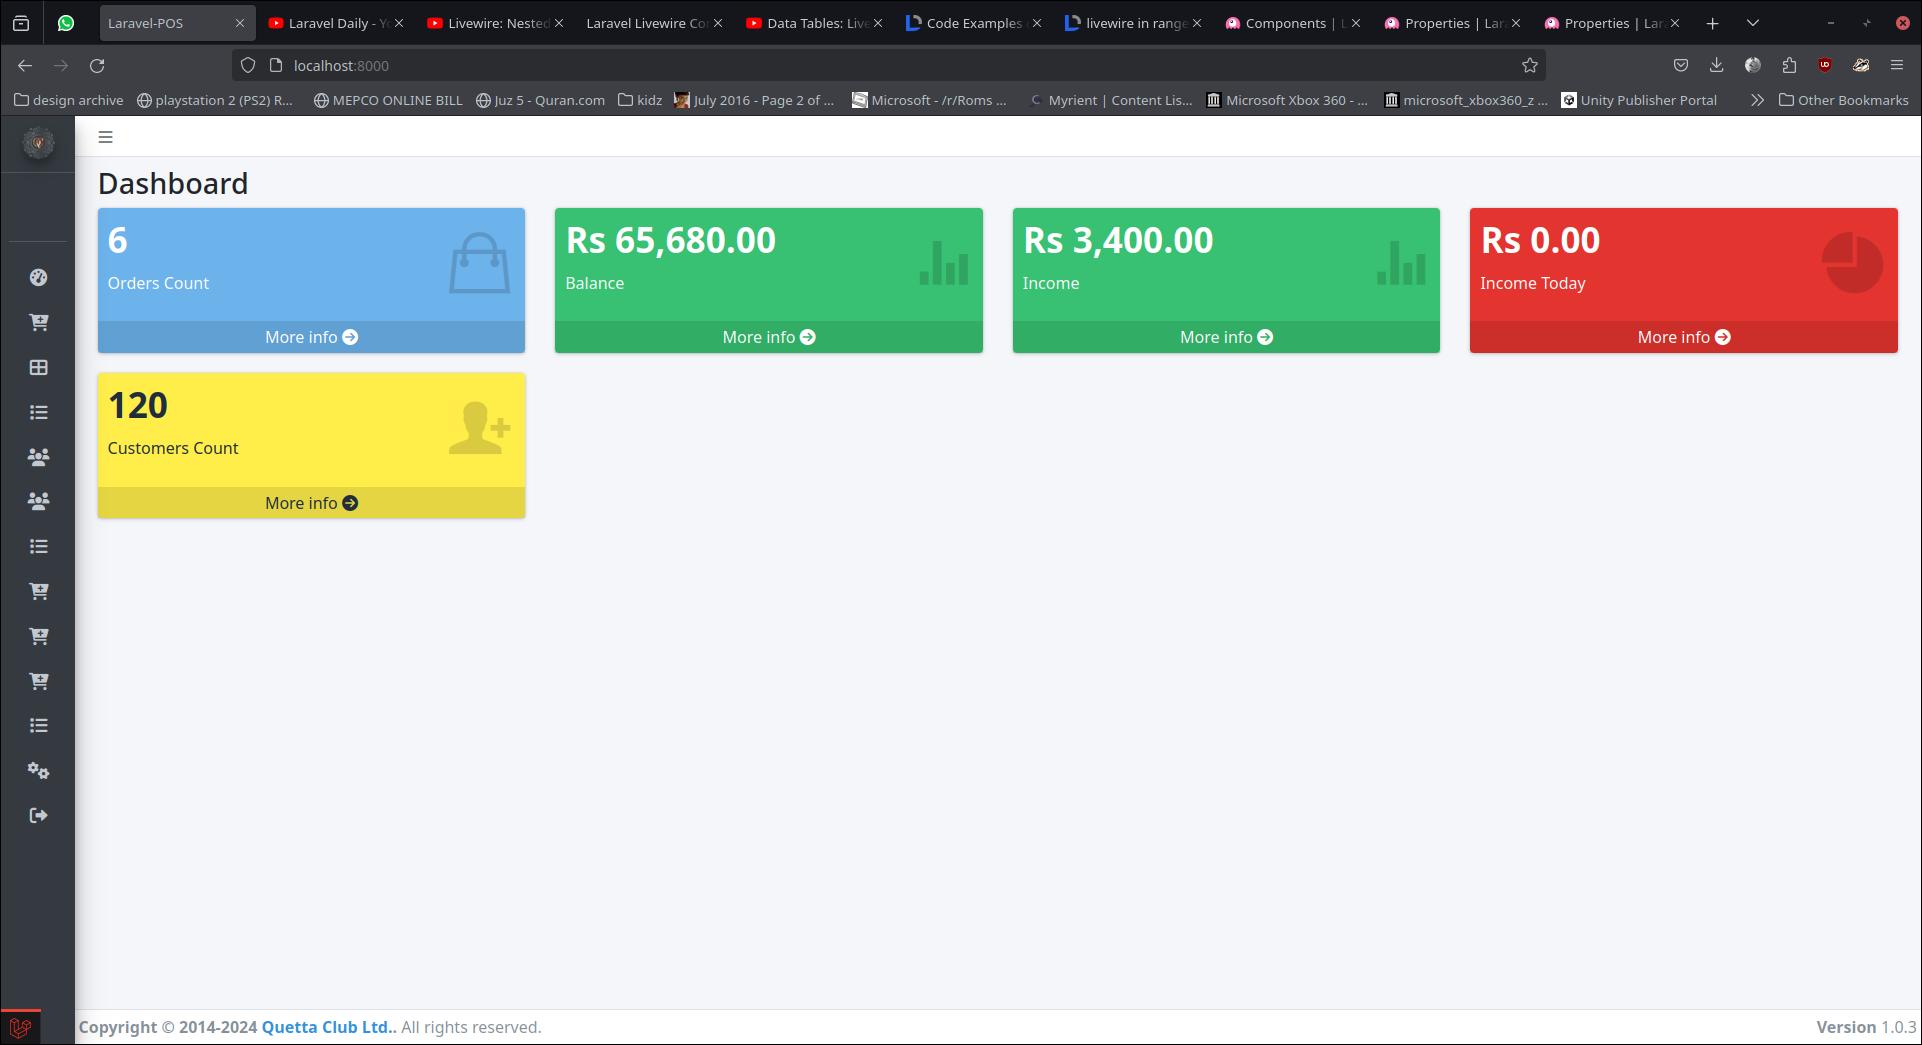 Laravel-POS
Laravel Daily - Yo
Livewire: Nested
Laravel Livewire Cor
Data Tables: Live
Code Examples
livewire in range
Components | L
Properties | Lar
Properties | Lar
localhost:8000
design archive
playstation 2 (PS2) R...
MEPCO ONLINE BILL
Juz 5 - Quran.com
kidz
July 2016 - Page 2 of ...
Microsoft - /r/Roms ...
Myrient | Content Lis...
Microsoft Xbox 360 - ...
microsoft_xbox360_z ...
Unity Publisher Portal
Other Bookmarks
Dashboard
6
Orders Count
More info
Rs 65,680.00
Balance
More info
Rs 3,400.00
Income
More info
Rs 0.00
Income Today
More info
120
Customers Count
More info
Copyright © 2014-2024 Quetta Club Ltd.. All rights reserved.
Version 1.0.3